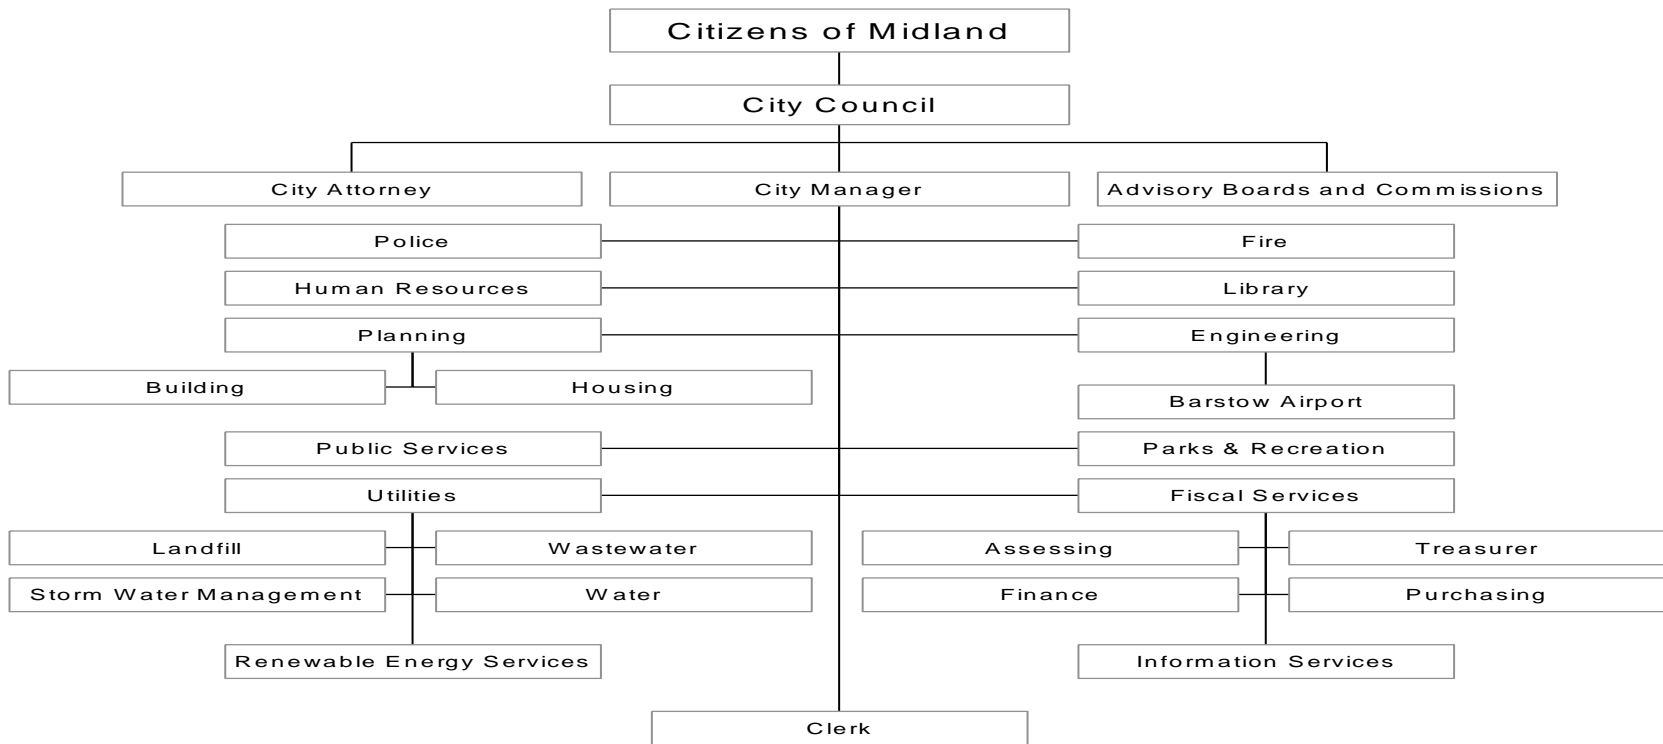 Citizens of Midland
City Council
City Attorney
City Manager
Advisory Boards and Commissions
Police
Fire
Human Resources
Library
Planning
Engineering
Building
Housing
Barstow Airport
Public Services
Parks & Recreation
Utilities
Fiscal Services
Landfill
Wastewater
Assessing
Treasurer
Storm Water Management
Water
Finance
Purchasing
Renewable Energy Services
Information Services
Clerk